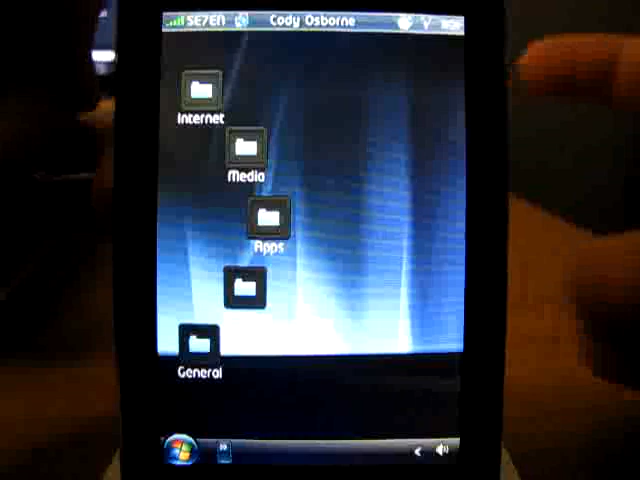 SE7EN Cody Osborne
Internet
Media
Apps
General